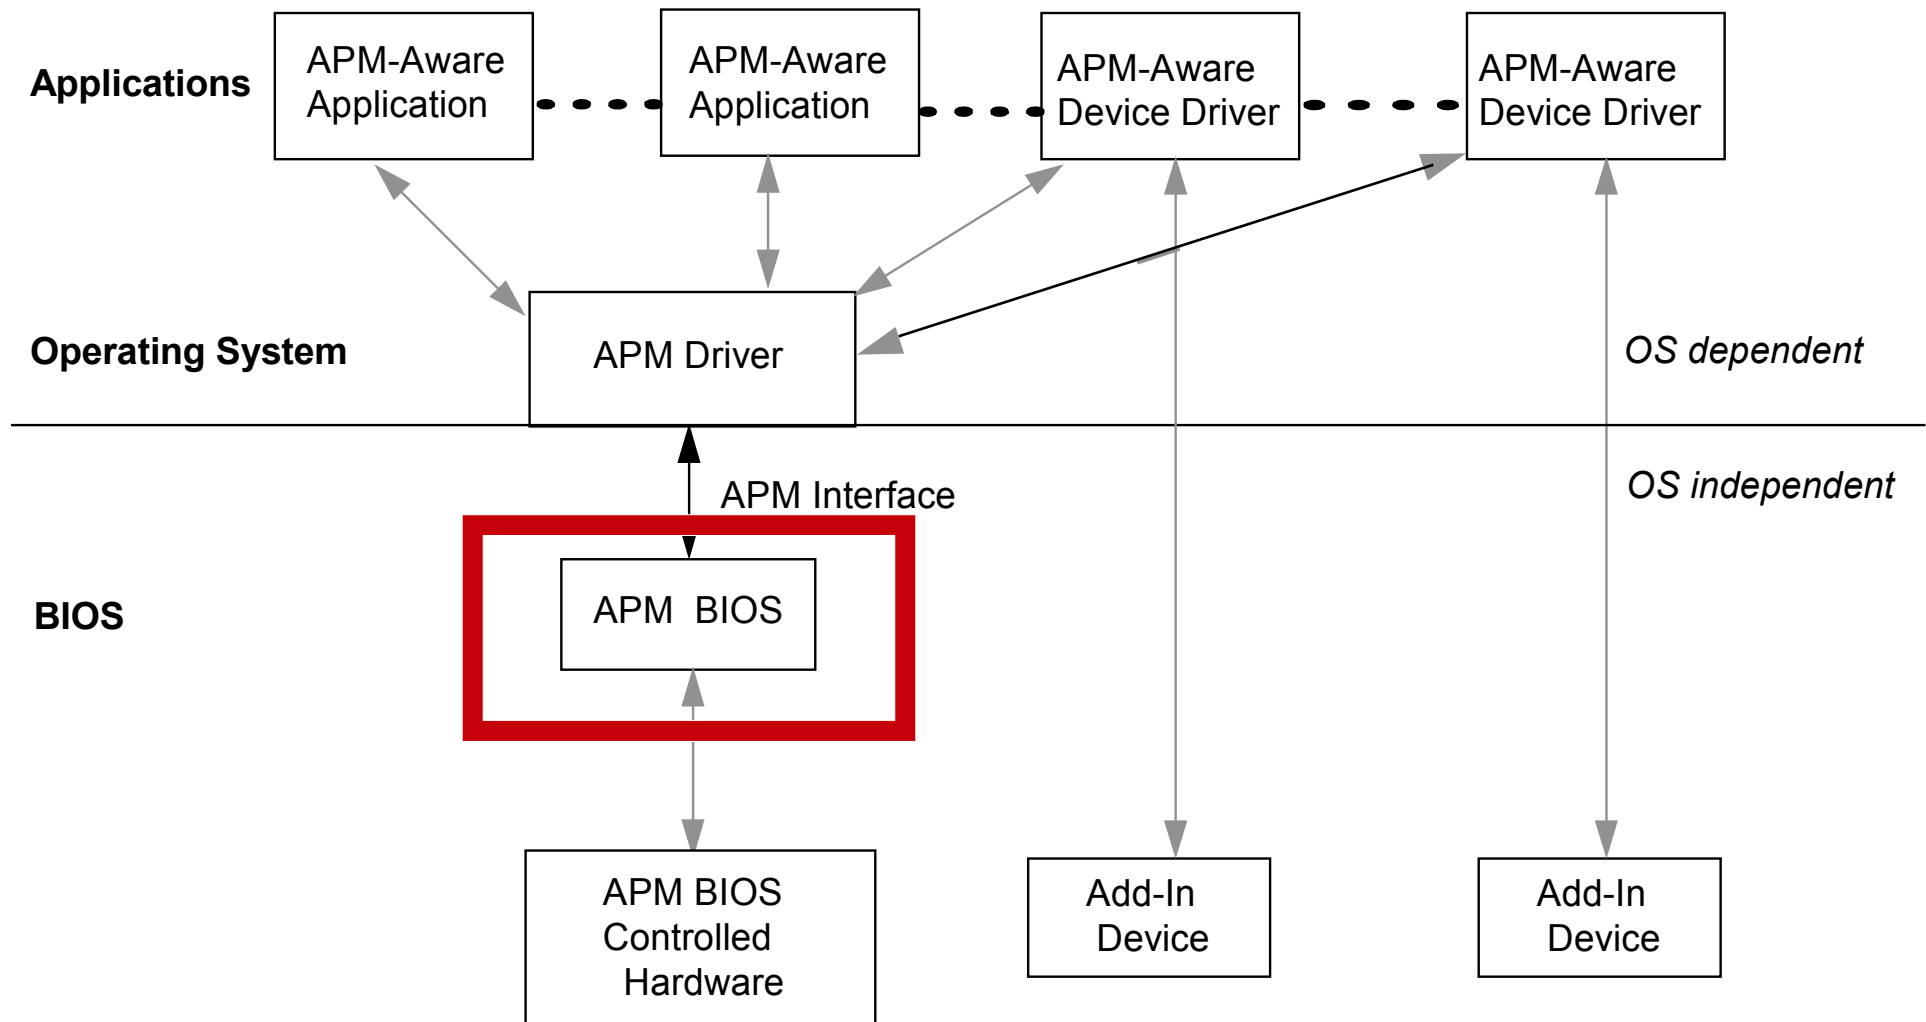 Applications
APM-Aware
Application
APM-Aware
Application
APM-Aware
Device Driver
APM-Aware
Device Driver
Operating System
APM Driver
OS dependent
APM Interface
OS independent
BIOS
APM  BIOS
APM BIOS
Controlled
Hardware
Add-In
Device
Add-In
Device